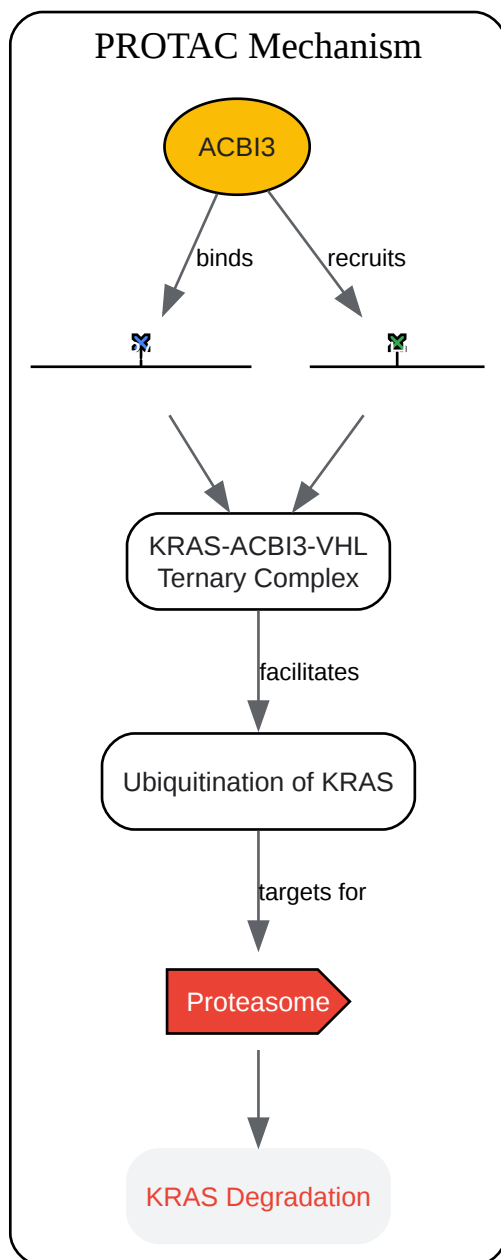 PROTAC Mechanism
ACBI3
binds
recruits
KRAS-ACBI3-VHL
Ternary Complex
facilitates
Ubiquitination of KRAS
targets for
Proteasome
KRAS Degradation